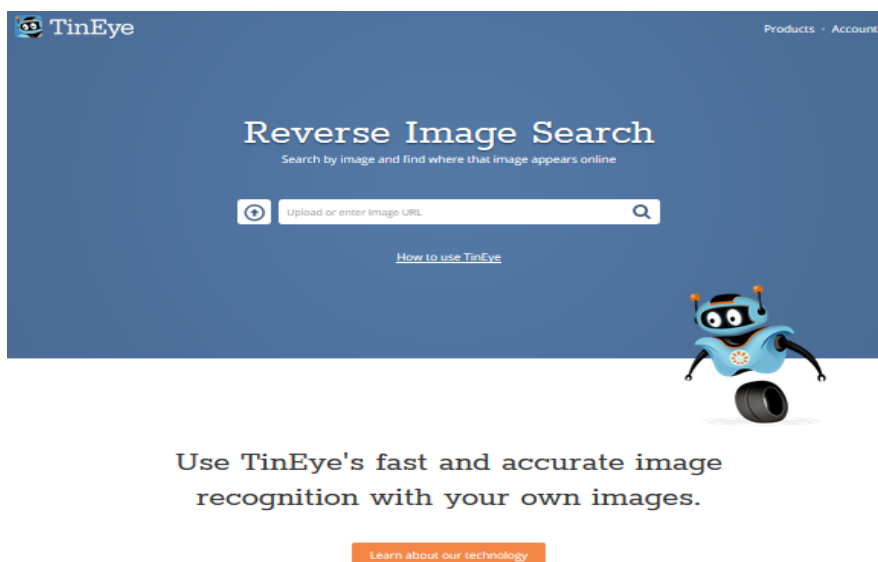 TinEye
Products · Account
Reverse Image Search
Search by image and find where that image appears online
Upload or enter Image URL
How to use TinEye
Use TinEye's fast and accurate image
recognition with your own images.
Learn about our technology